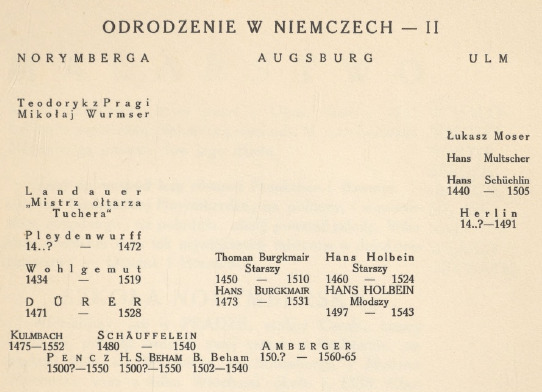 ODRODZENIE W NIEMCZECH — II
NORYMBERGA AUGSBURG ULM
Teodoryk z Pragi
Mikołaj Wurmser
Łukasz Moser
Hans Multscher
Hans Schüchlin
1440 — 1505
Landauer
„Mistrz ołtarza
Tuchera“
Herlin
14..?—1491
Pleydenwurff
14..? — 1472
Wohlgemut
1434 — 1519
Thoman Burgkmair
Starszy
1450 — 1510
HANS BURGKMAIR
1473 — 1531
Hans Holbein
Starszy
1460 — 1524
HANS HOLBEIN
Młodszy
1497 — 1543
DÜRER
1471 — 1528
KULMBACH SCHÄUFFELEIN
1475—1552 1480 — 1540
PENCZ H. S. BEHAM B. Beham
1500?—1550 1500?—1550 1502—1540
AMBERGER
150.? — 1560-65